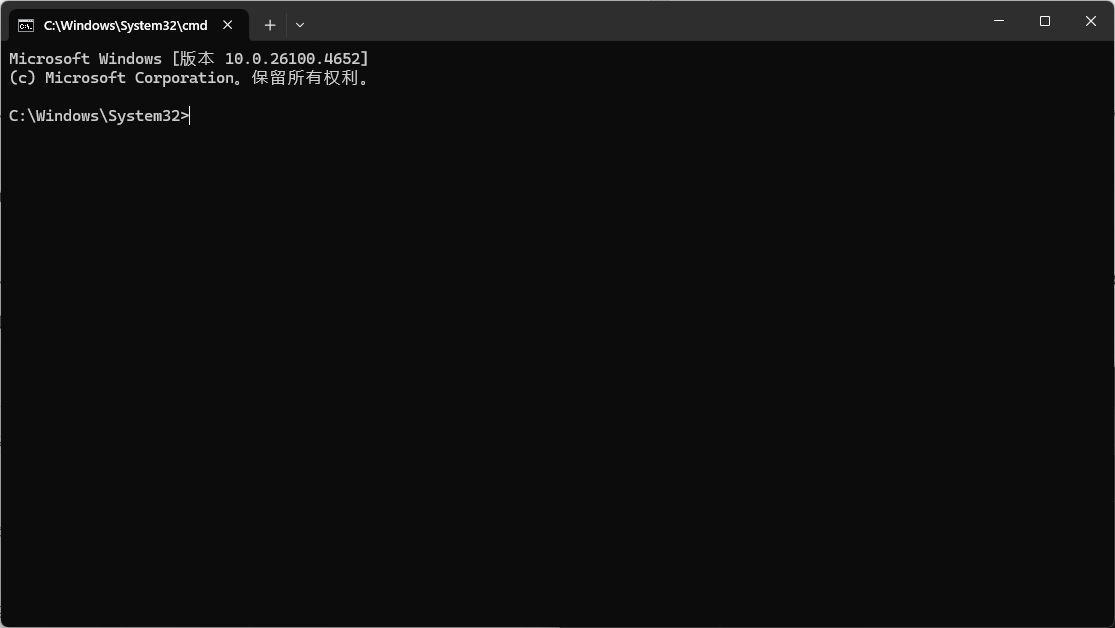 C:\Windows\System32\cmd
Microsoft Windows [版本 10.0.26100.4652]
(c) Microsoft Corporation。保留所有权利。
C:\Windows\System32>